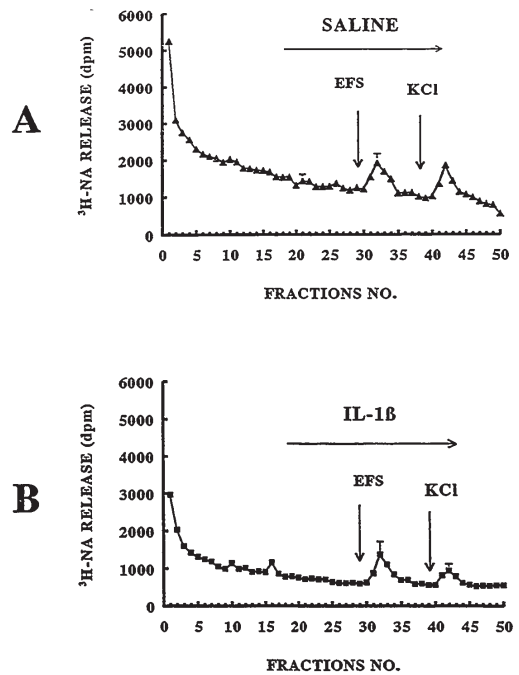 A
³H-NA RELEASE (dpm)
6000
5000
4000
3000
2000
1000
0
SALINE
EFS
KCl
0 5 10 15 20 25 30 35 40 45 50
FRACTIONS NO.
B
³H-NA RELEASE (dpm)
6000
5000
4000
3000
2000
1000
0
IL-1ß
EFS
KCl
0 5 10 15 20 25 30 35 40 45 50
FRACTIONS NO.